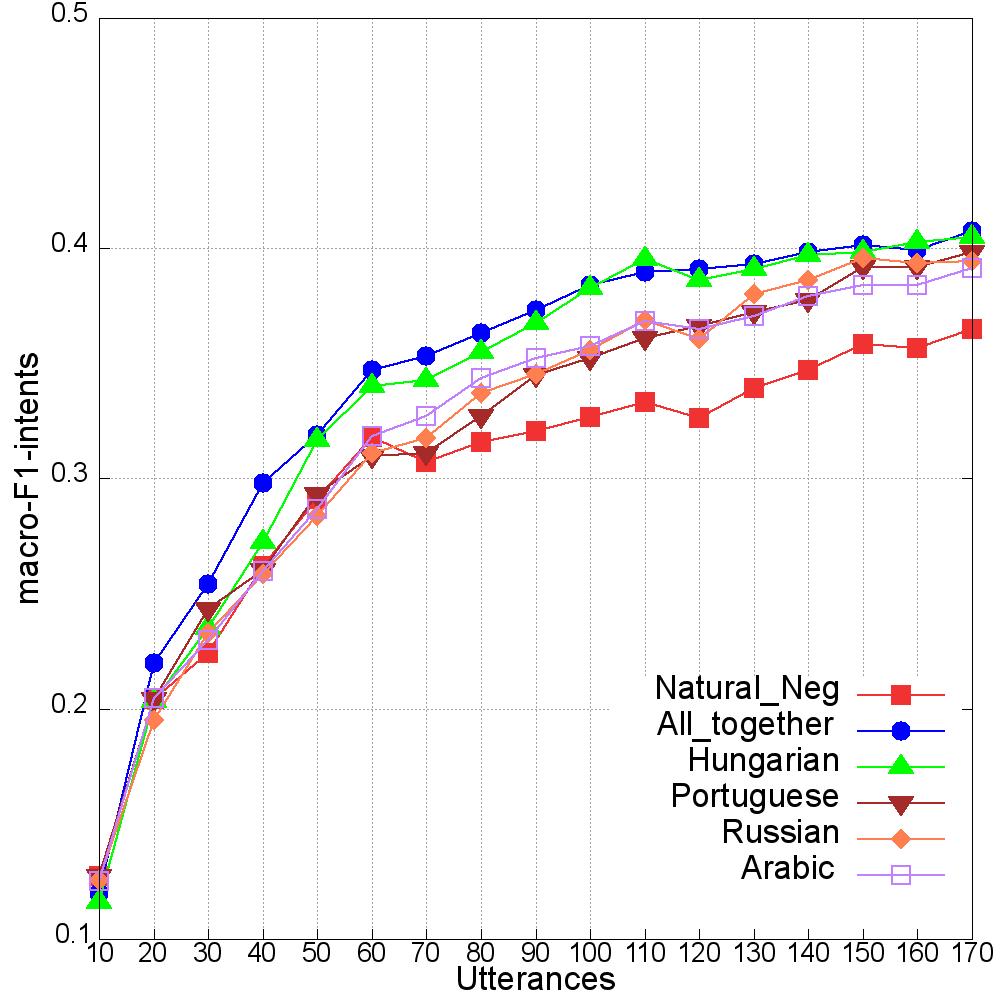 0.5
0.4
0.3
0.2
0.1
macro-F1-intents
Natural_Neg
All_together
Hungarian
Portuguese
Russian
Arabic
10 20 30 40 50 60 70 80 90 100 110 120 130 140 150 160 170
Utterances